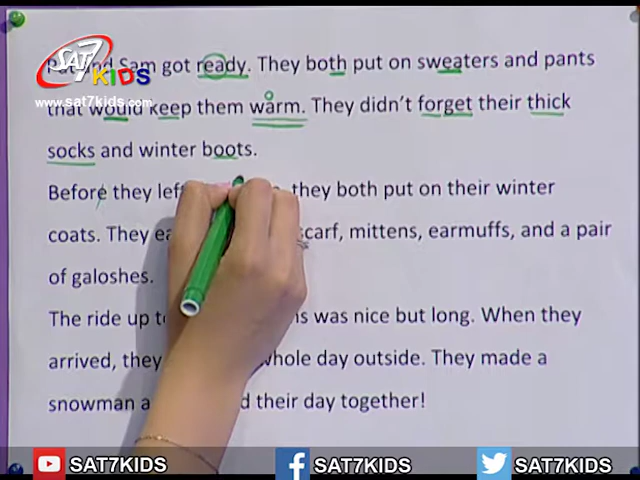 SAT7
KIDS
www.sat7kids.com
Sam got ready. They both put on sweaters and pants
that would keep them warm. They didn't forget their thick
socks and winter boots.
Before they left they both put on their winter
coats. They scarf, mittens, earmuffs, and a pair
of galoshes.
The ride up was nice but long. When they
arrived, they whole day outside. They made a
snowman their day together!
SAT7KIDS SAT7KIDS SAT7KIDS